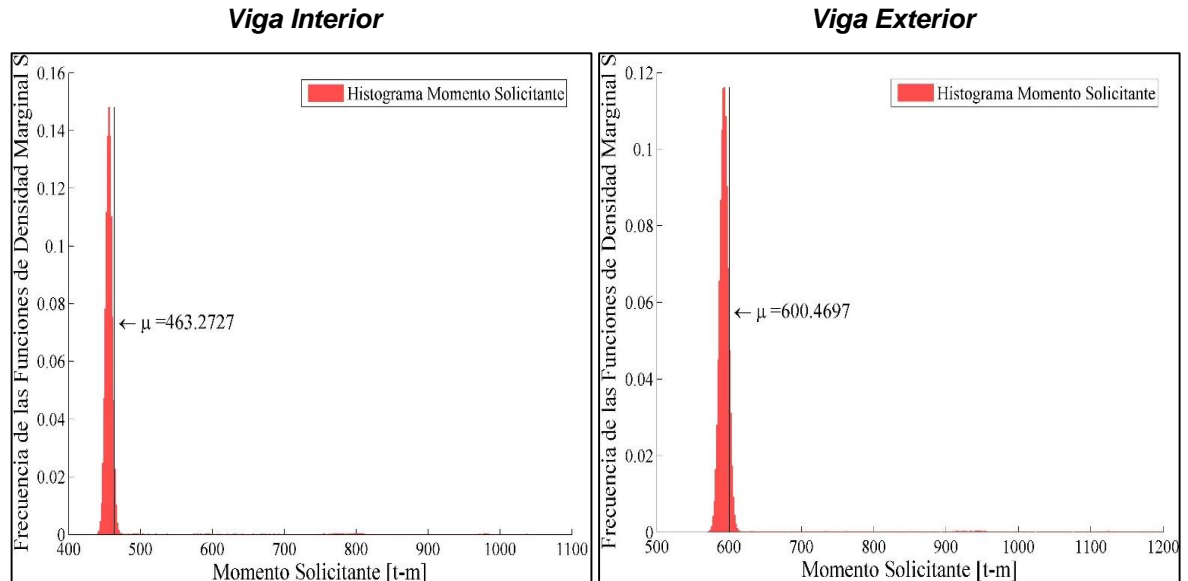 Viga Interior
Frecuencia de las Funciones de Densidad Marginal S
0.16
0.14
0.12
0.1
0.08
0.06
0.04
0.02
0
Histograma Momento Solicitante
← μ =463.2727
400 500 600 700 800 900 1000 1100
Momento Solicitante [t-m]
Viga Exterior
Frecuencia de las Funciones de Densidad Marginal S
0.12
0.1
0.08
0.06
0.04
0.02
0
Histograma Momento Solicitante
← μ =600.4697
500 600 700 800 900 1000 1100 1200
Momento Solicitante [t-m]